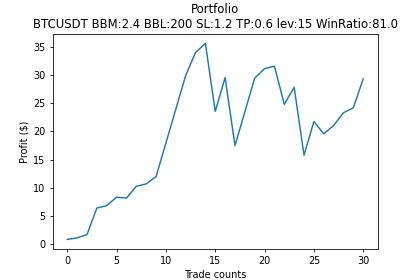 Portfolio
BTCUSDT BBM:2.4 BBL:200 SL:1.2 TP:0.6 lev:15 WinRatio:81.0
35
30
25
20
15
10
5
0
Profit ($)
0 5 10 15 20 25 30
Trade counts